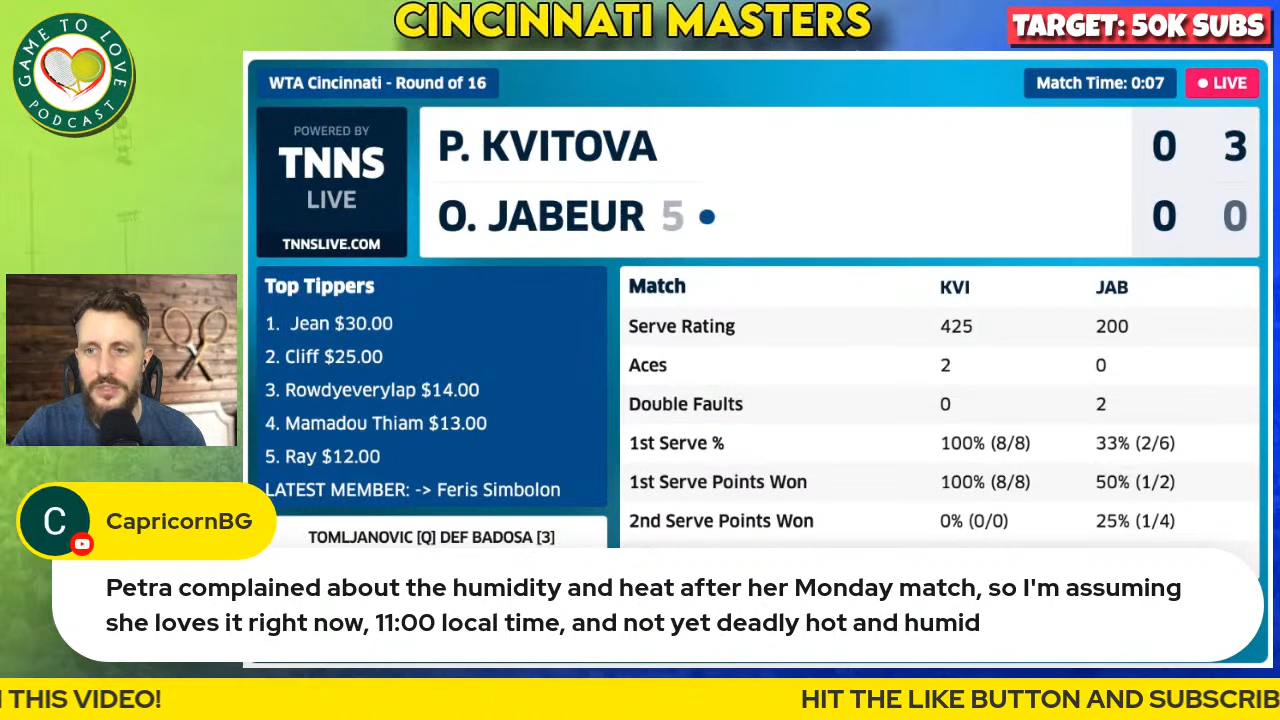 GAME TO LOVE
PODCAST
CINCINNATI MASTERS
TARGET: 50K SUBS
WTA Cincinnati - Round of 16
Match Time: 0:07
LIVE
POWERED BY
TNNS
LIVE
TNNSLIVE.COM
P. KVITOVA 0 3
O. JABEUR 5 0 0
Top Tippers
1. Jean $30.00
2. Cliff $25.00
3. Rowdyeverylap $14.00
4. Mamadou Thiam $13.00
5. Ray $12.00
LATEST MEMBER: -> Feris Simbolon
TOMLJANOVIC [Q] DEF BADOSA [3]
Match KVI JAB
Serve Rating 425 200
Aces 2 0
Double Faults 0 2
1st Serve % 100% (8/8) 33% (2/6)
1st Serve Points Won 100% (8/8) 50% (1/2)
2nd Serve Points Won 0% (0/0) 25% (1/4)
C CapricornBG
Petra complained about the humidity and heat after her Monday match, so I'm assuming
she loves it right now, 11:00 local time, and not yet deadly hot and humid
THIS VIDEO! HIT THE LIKE BUTTON AND SUBSCRIB